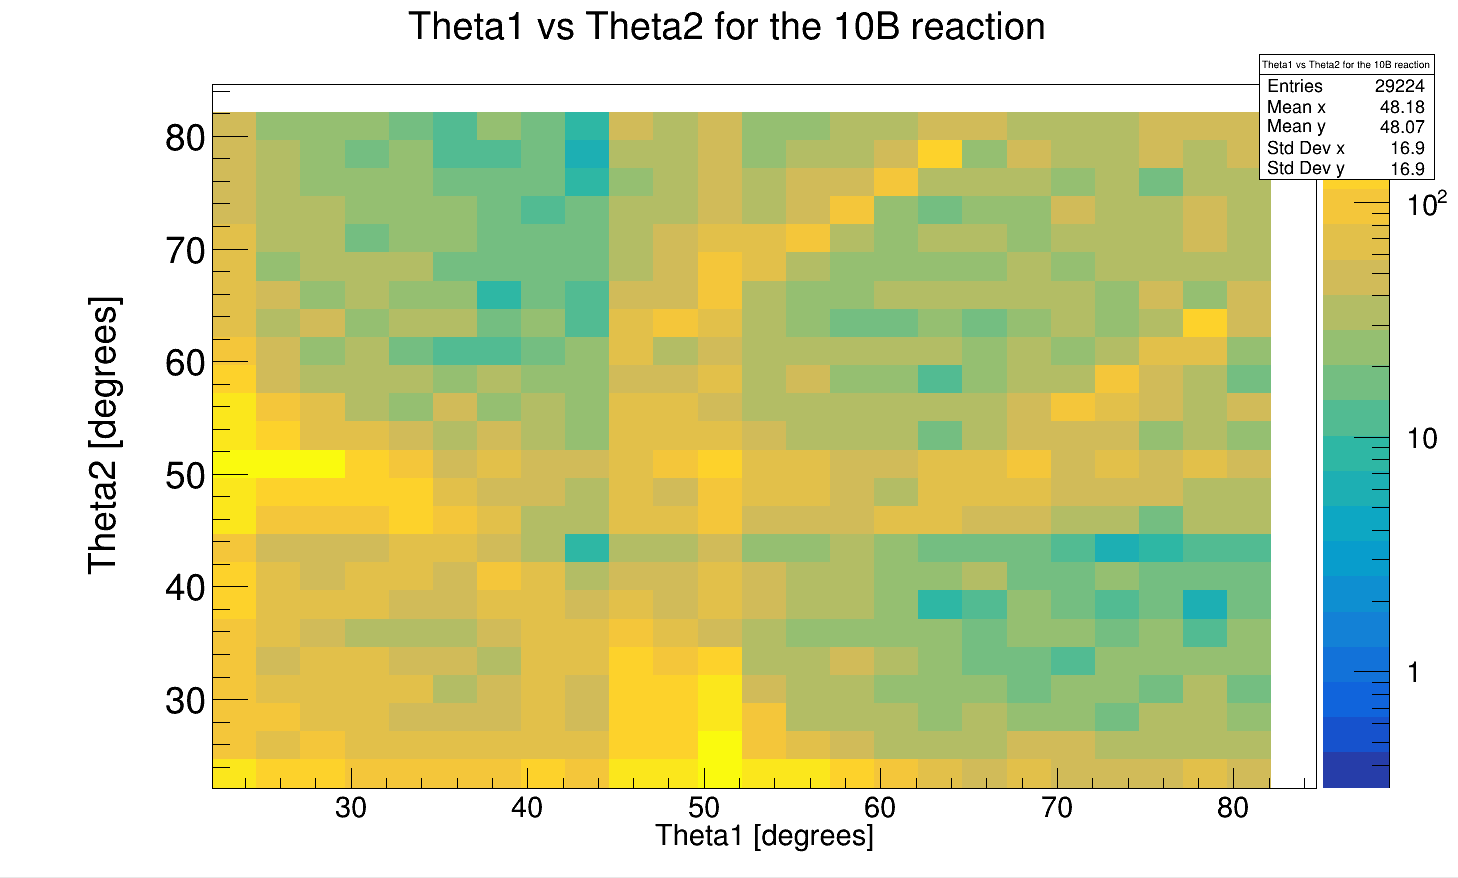 Theta1 vs Theta2 for the 10B reaction
Theta1 vs Theta2 for the 10B reaction
Entries 29224
Mean x 48.18
Mean y 48.07
Std Dev x 16.9
Std Dev y 16.9
80
70
60
50
40
30
Theta2 [degrees]
30 40 50 60 70 80
Theta1 [degrees]
10²
10
1